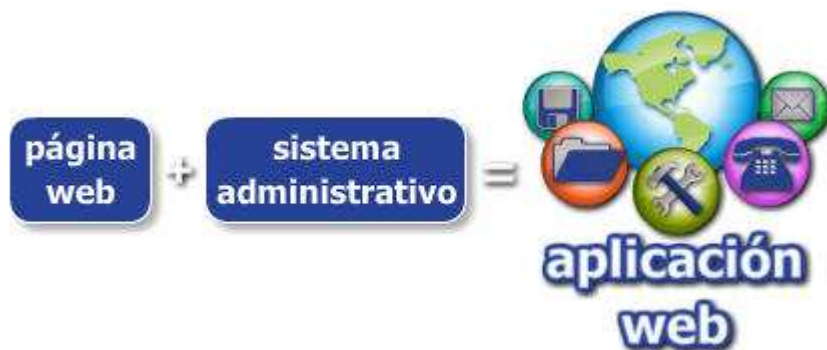 página
web
+
sistema
administrativo
=
aplicación
web